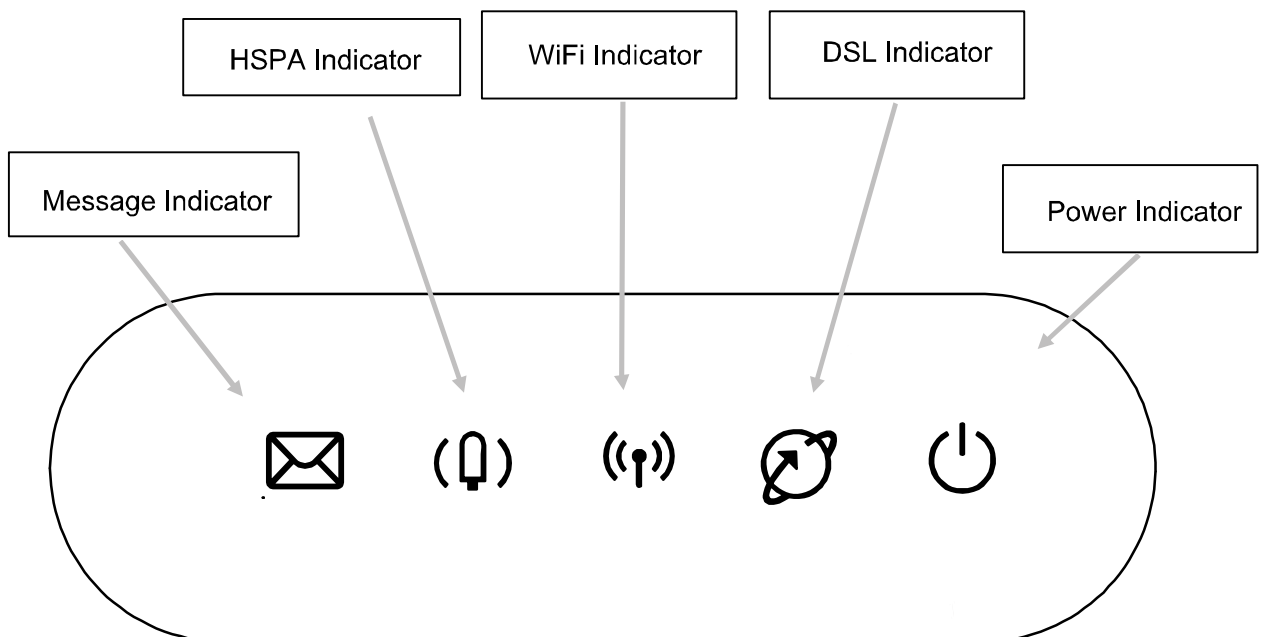 HSPA Indicator
WiFi Indicator
DSL Indicator
Message Indicator
Power Indicator